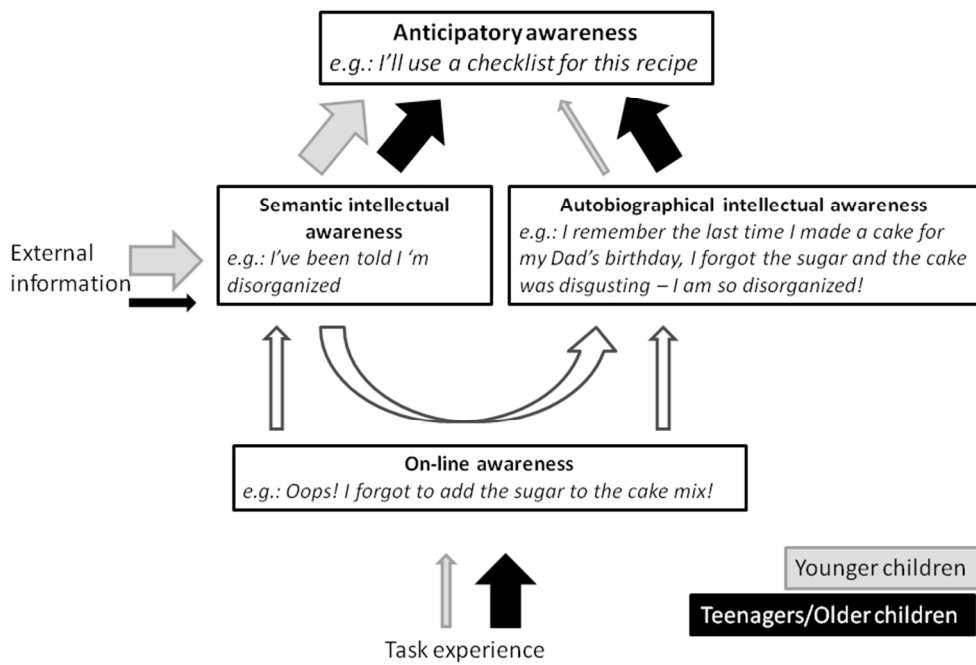 Anticipatory awareness
e.g.: I'll use a checklist for this recipe
Semantic intellectual
awareness
e.g.: I've been told I 'm
disorganized
Autobiographical intellectual awareness
e.g.: I remember the last time I made a cake for
my Dad's birthday, I forgot the sugar and the cake
was disgusting – I am so disorganized!
External
information
On-line awareness
e.g.: Oops! I forgot to add the sugar to the cake mix!
Younger children
Teenagers/Older children
Task experience